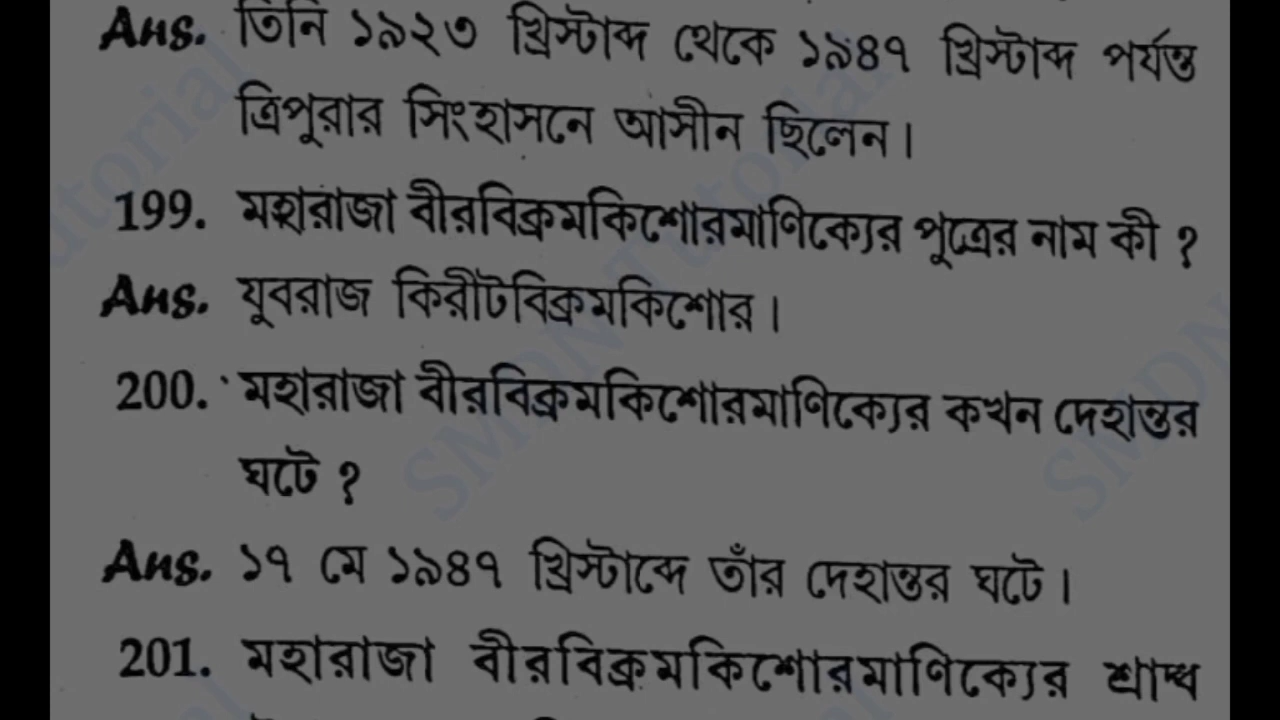 Ans. তিনি ১৯২৩ খ্রিস্টাব্দ থেকে ১৯৪৭ খ্রিস্টাব্দ পর্যন্ত
ত্রিপুরার সিংহাসনে আসীন ছিলেন।
199. মহারাজা বীরবিক্রমকিশোরমাণিক্যের পুত্রের নাম কী ?
Ans. যুবরাজ কিরীটবিক্রমকিশোর।
200. মহারাজা বীরবিক্রমকিশোরমাণিক্যের কখন দেহান্তর
ঘটে ?
Ans. ১৭ মে ১৯৪৭ খ্রিস্টাব্দে তাঁর দেহান্তর ঘটে।
201. মহারাজা বীরবিক্রমকিশোরমাণিক্যের শ্রাদ্ধ